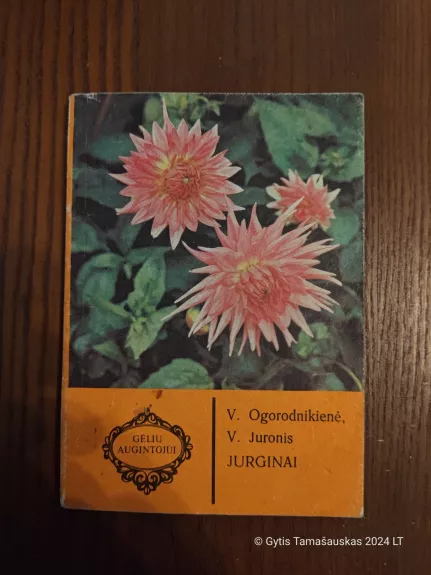 GĖLIŲ
AUGINTOJUI
V. Ogorodnikienė,
V. Juronis
JURGINAI
© Gytis Tamašauskas 2024 LT